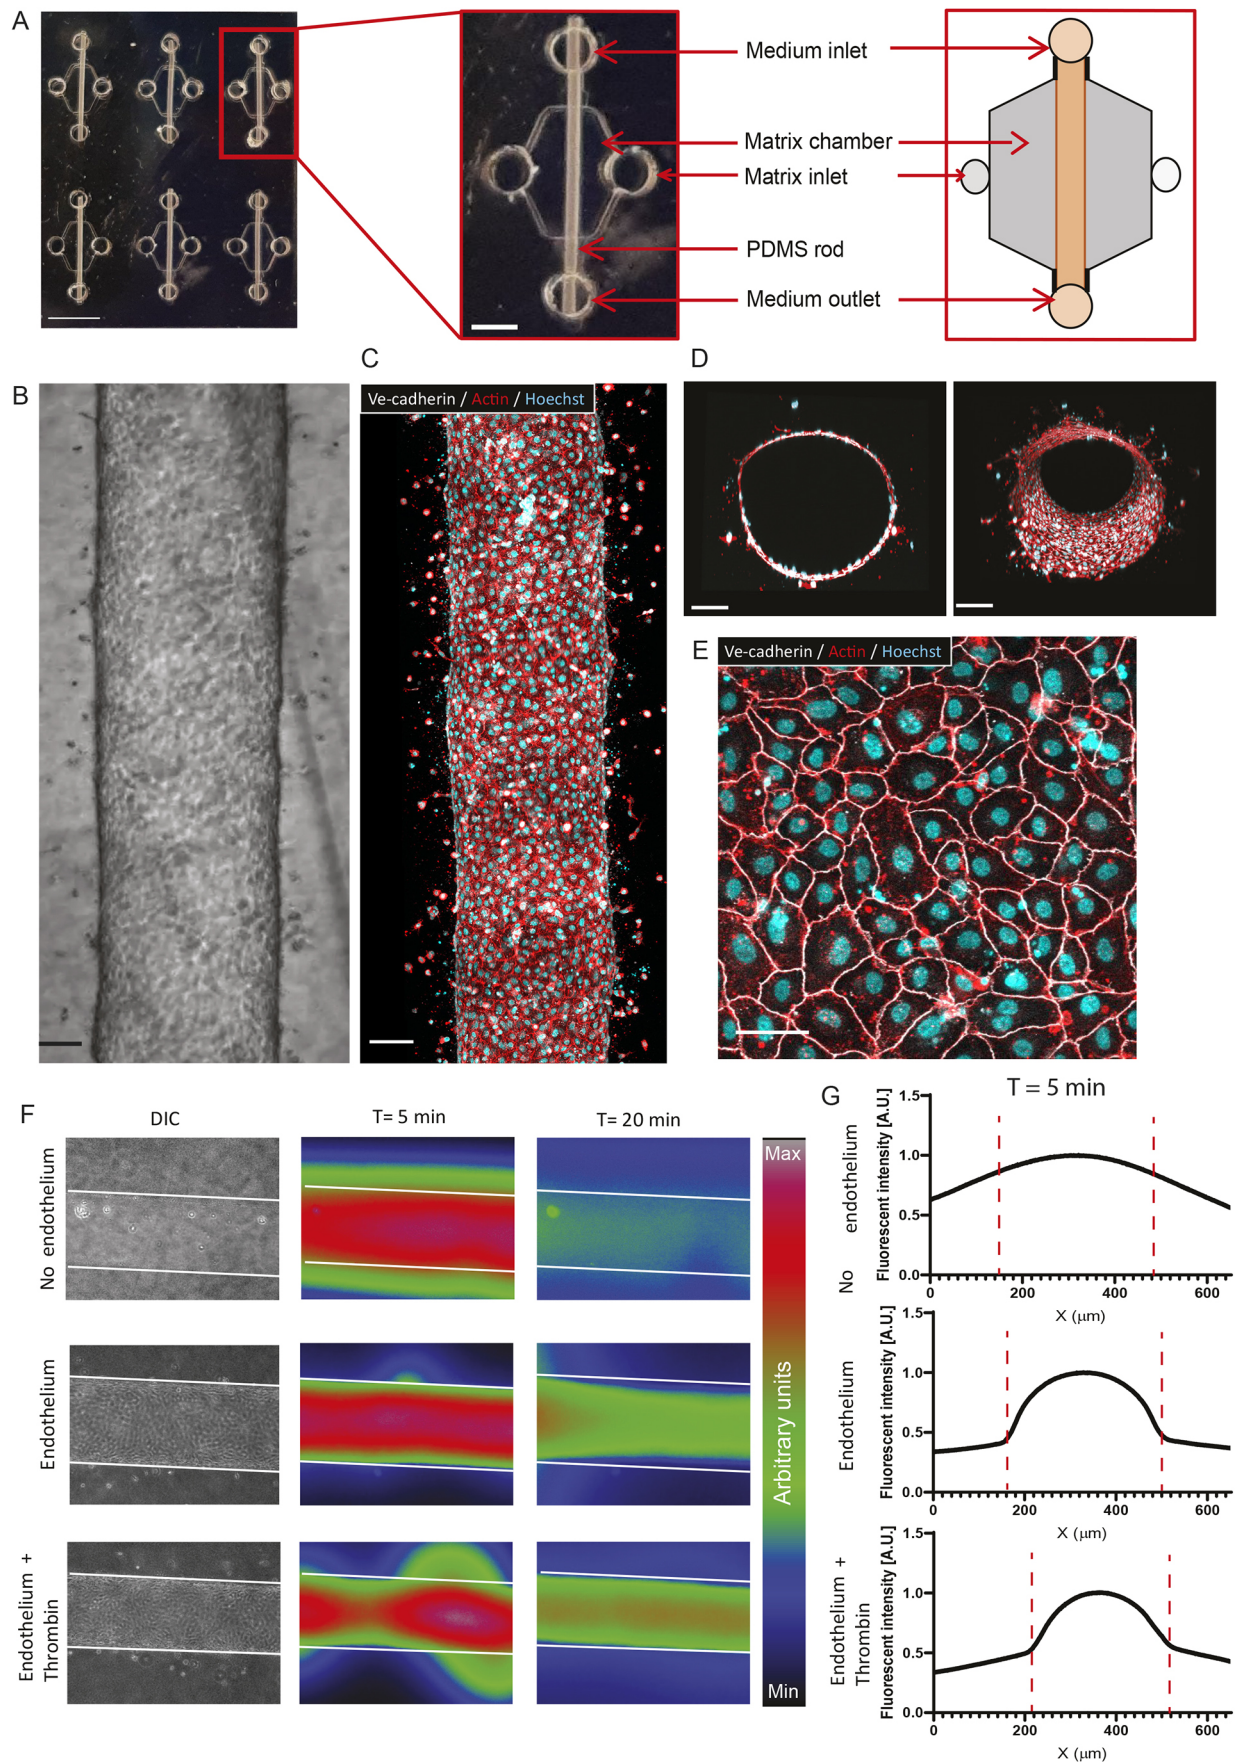 A
Medium inlet
Matrix chamber
Matrix inlet
PDMS rod
Medium outlet
B
C
Ve-cadherin / Actin / Hoechst
D
E
Ve-cadherin / Actin / Hoechst
F
DIC
T= 5 min
T= 20 min
No endothelium
Endothelium
Endothelium +
Thrombin
Max
Arbitrary units
Min
G
T = 5 min
No endothelium
Fluorescent intensity [A.U.]
1.5
1.0
0.5
0.0
0 200 400 600
X (μm)
Endothelium
Fluorescent intensity [A.U.]
1.5
1.0
0.5
0.0
0 200 400 600
X (μm)
Endothelium +
Thrombin
Fluorescent intensity [A.U.]
1.5
1.0
0.5
0.0
0 200 400 600
X (μm)